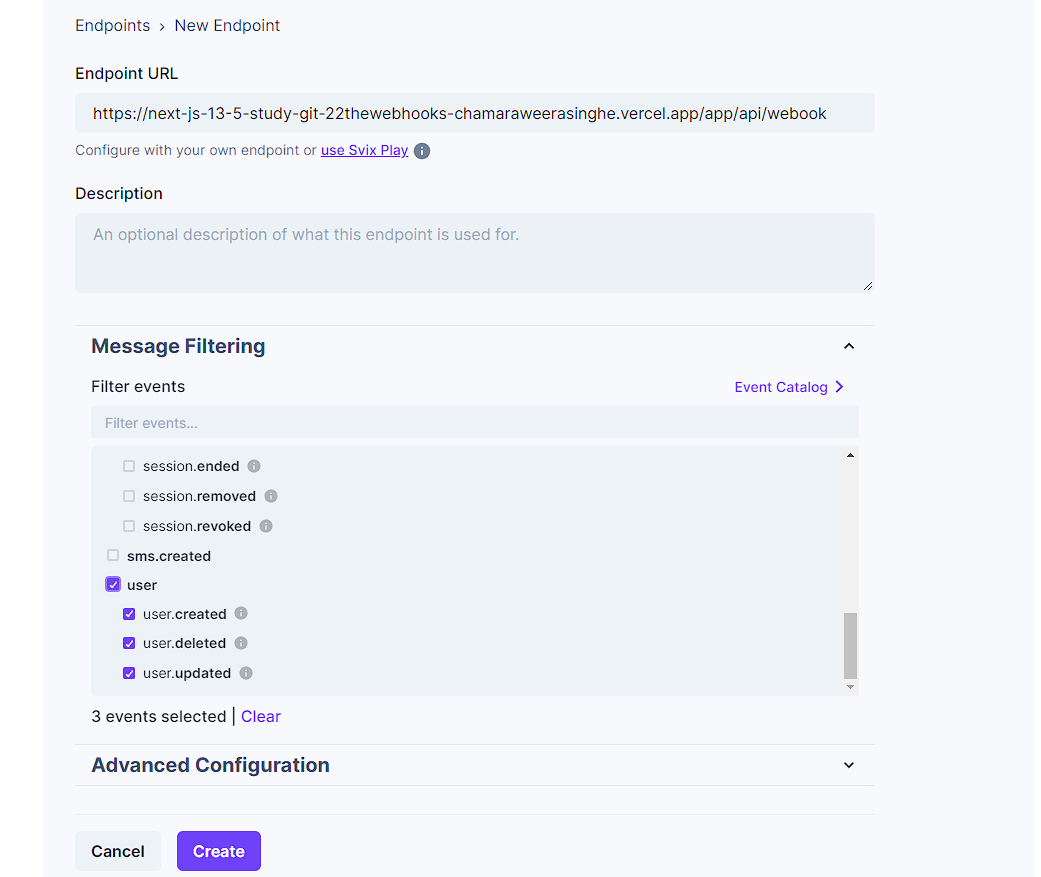 Endpoints › New Endpoint
Endpoint URL
https://next-js-13-5-study-git-22thewebhooks-chamaraweerasinghe.vercel.app/app/api/webook
Configure with your own endpoint or use Svix Play
Description
An optional description of what this endpoint is used for.
Message Filtering
Filter events
Event Catalog
Filter events...
session.ended
session.removed
session.revoked
sms.created
user
user.created
user.deleted
user.updated
3 events selected | Clear
Advanced Configuration
Cancel
Create